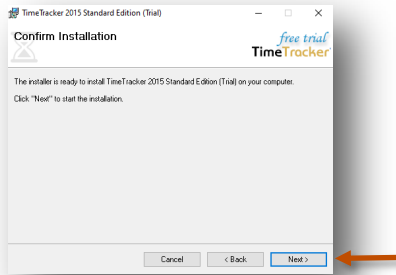 TimeTracker 2015 Standard Edition (Trial)
Confirm Installation
free trial
TimeTracker
The installer is ready to install TimeTracker 2015 Standard Edition (Trial) on your computer.
Click "Next" to start the installation.
Cancel
< Back
Next >